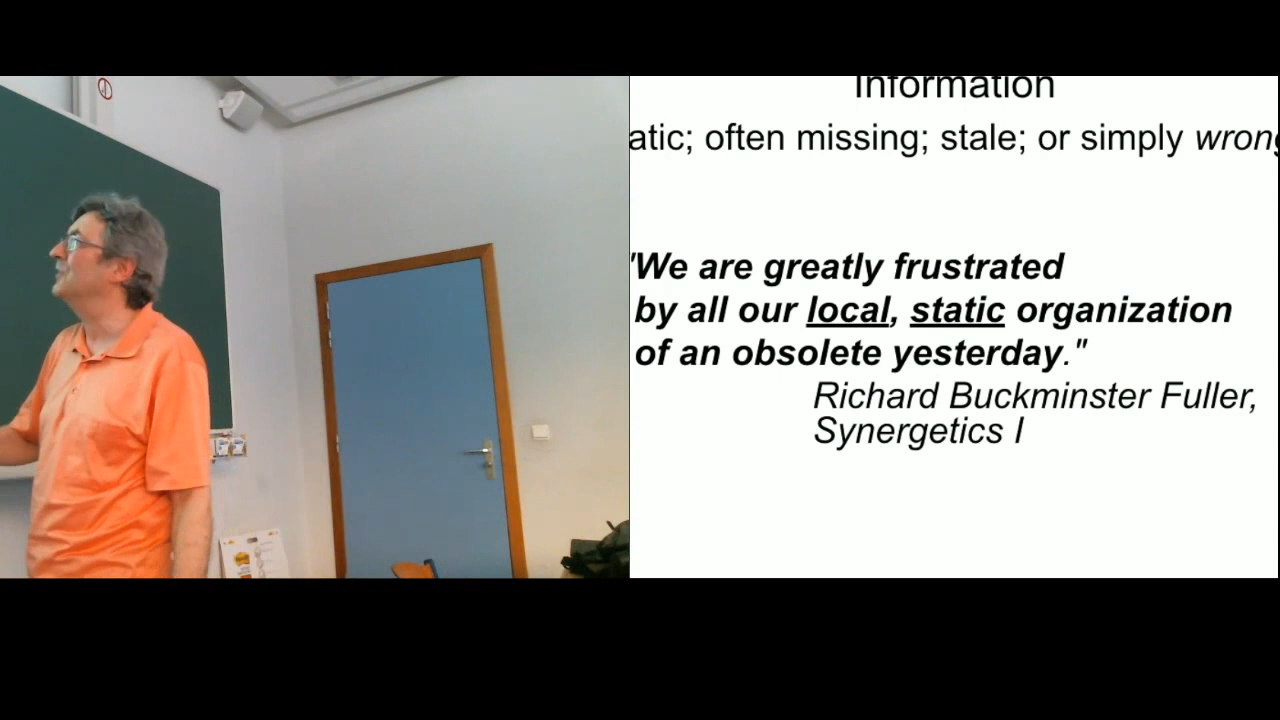 Information
atic; often missing; stale; or simply wrong
"We are greatly frustrated
by all our local, static organization
of an obsolete yesterday."
Richard Buckminster Fuller,
Synergetics I